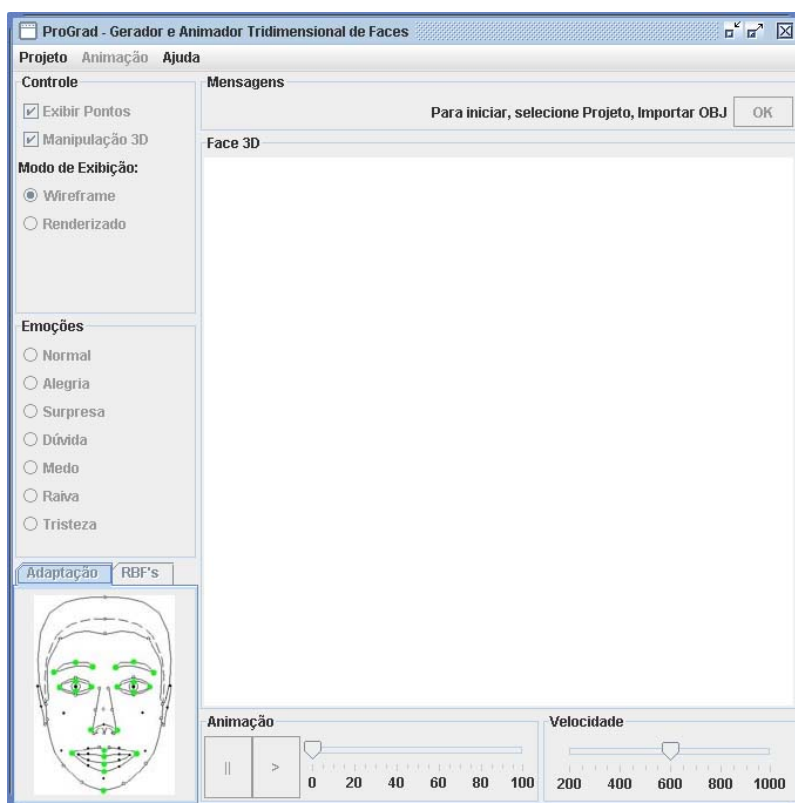 ProGrad - Gerador e Animador Tridimensional de Faces
Projeto Animação Ajuda
Controle
Exibir Pontos
Manipulação 3D
Modo de Exibição:
Wireframe
Renderizado
Mensagens
Para iniciar, selecione Projeto, Importar OBJ OK
Face 3D
Emoções
Normal
Alegria
Surpresa
Dúvida
Medo
Raiva
Tristeza
Adaptação RBF's
Animação
|| >
0 20 40 60 80 100
Velocidade
200 400 600 800 1000